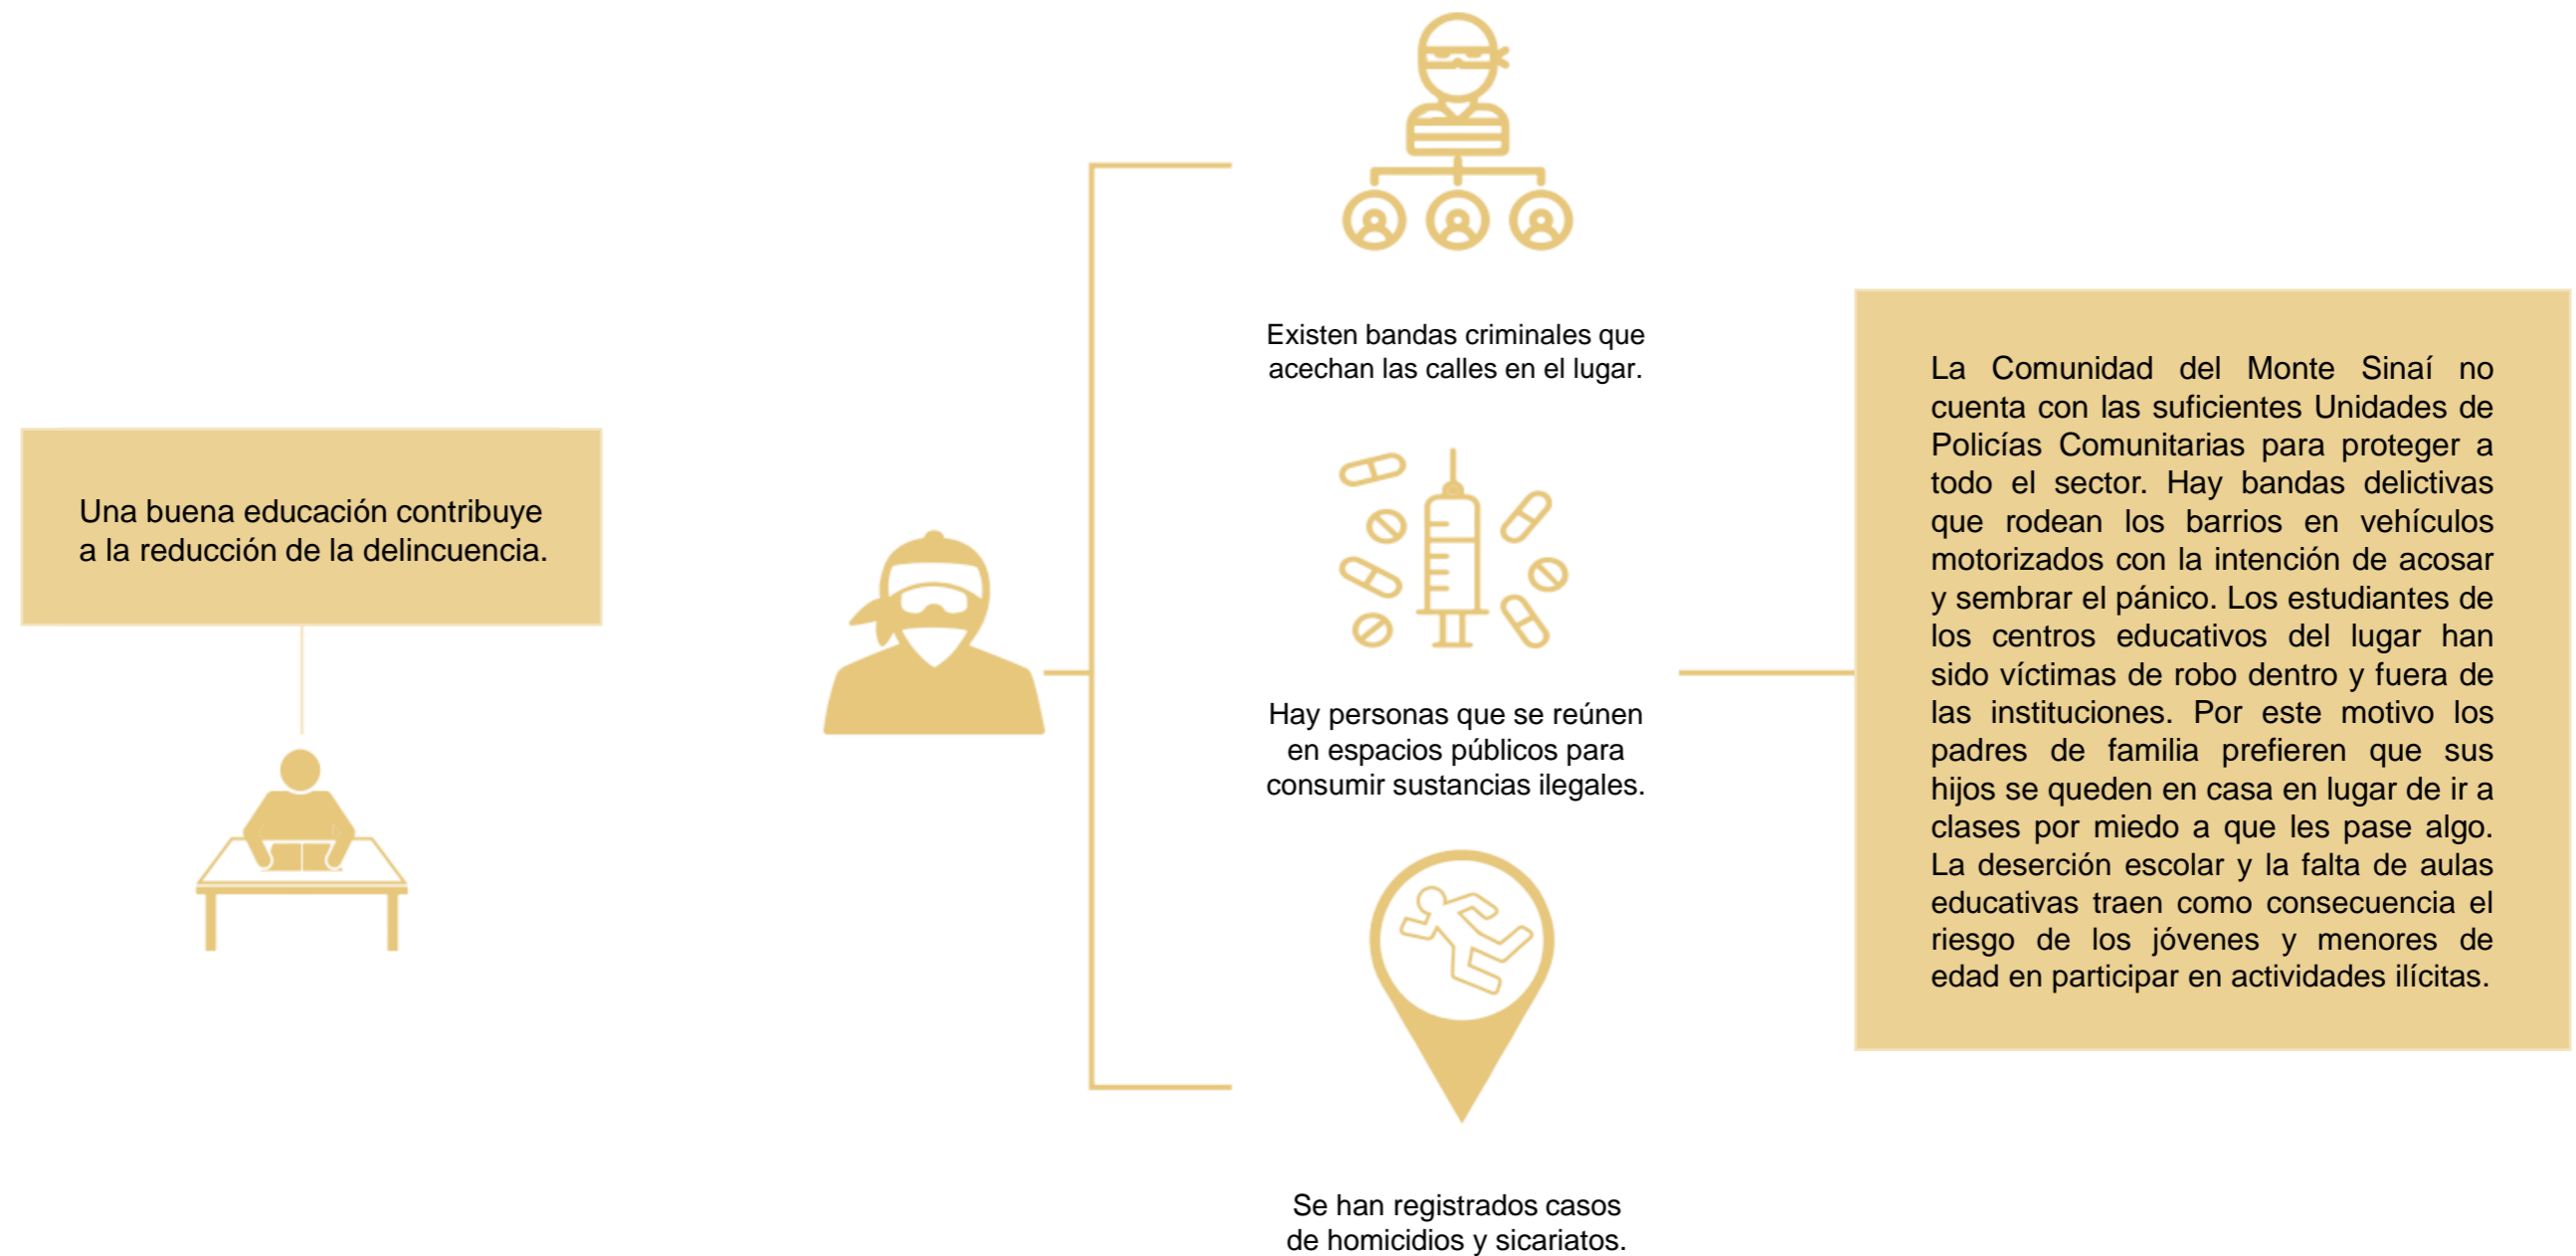 Una buena educación contribuye
a la reducción de la delincuencia.
Existen bandas criminales que
acechan las calles en el lugar.
Hay personas que se reúnen
en espacios públicos para
consumir sustancias ilegales.
Se han registrados casos
de homicidios y sicariatos.
La Comunidad del Monte Sinaí no
cuenta con las suficientes Unidades de
Policías Comunitarias para proteger a
todo el sector. Hay bandas delictivas
que rodean los barrios en vehículos
motorizados con la intención de acosar
y sembrar el pánico. Los estudiantes de
los centros educativos del lugar han
sido víctimas de robo dentro y fuera de
las instituciones. Por este motivo los
padres de familia prefieren que sus
hijos se queden en casa en lugar de ir a
clases por miedo a que les pase algo.
La deserción escolar y la falta de aulas
educativas traen como consecuencia el
riesgo de los jóvenes y menores de
edad en participar en actividades ilícitas.